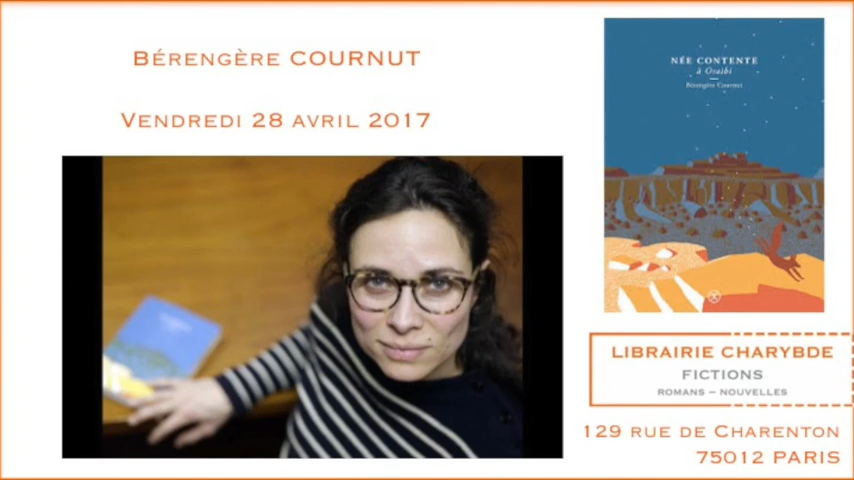 BÉRENGÈRE COURNUT
VENDREDI 28 AVRIL 2017
NÉE CONTENTE
à Oraibi
Bérengère Cournut
LIBRAIRIE CHARYBDE
FICTIONS
ROMANS – NOUVELLES
129 RUE DE CHARENTON
75012 PARIS